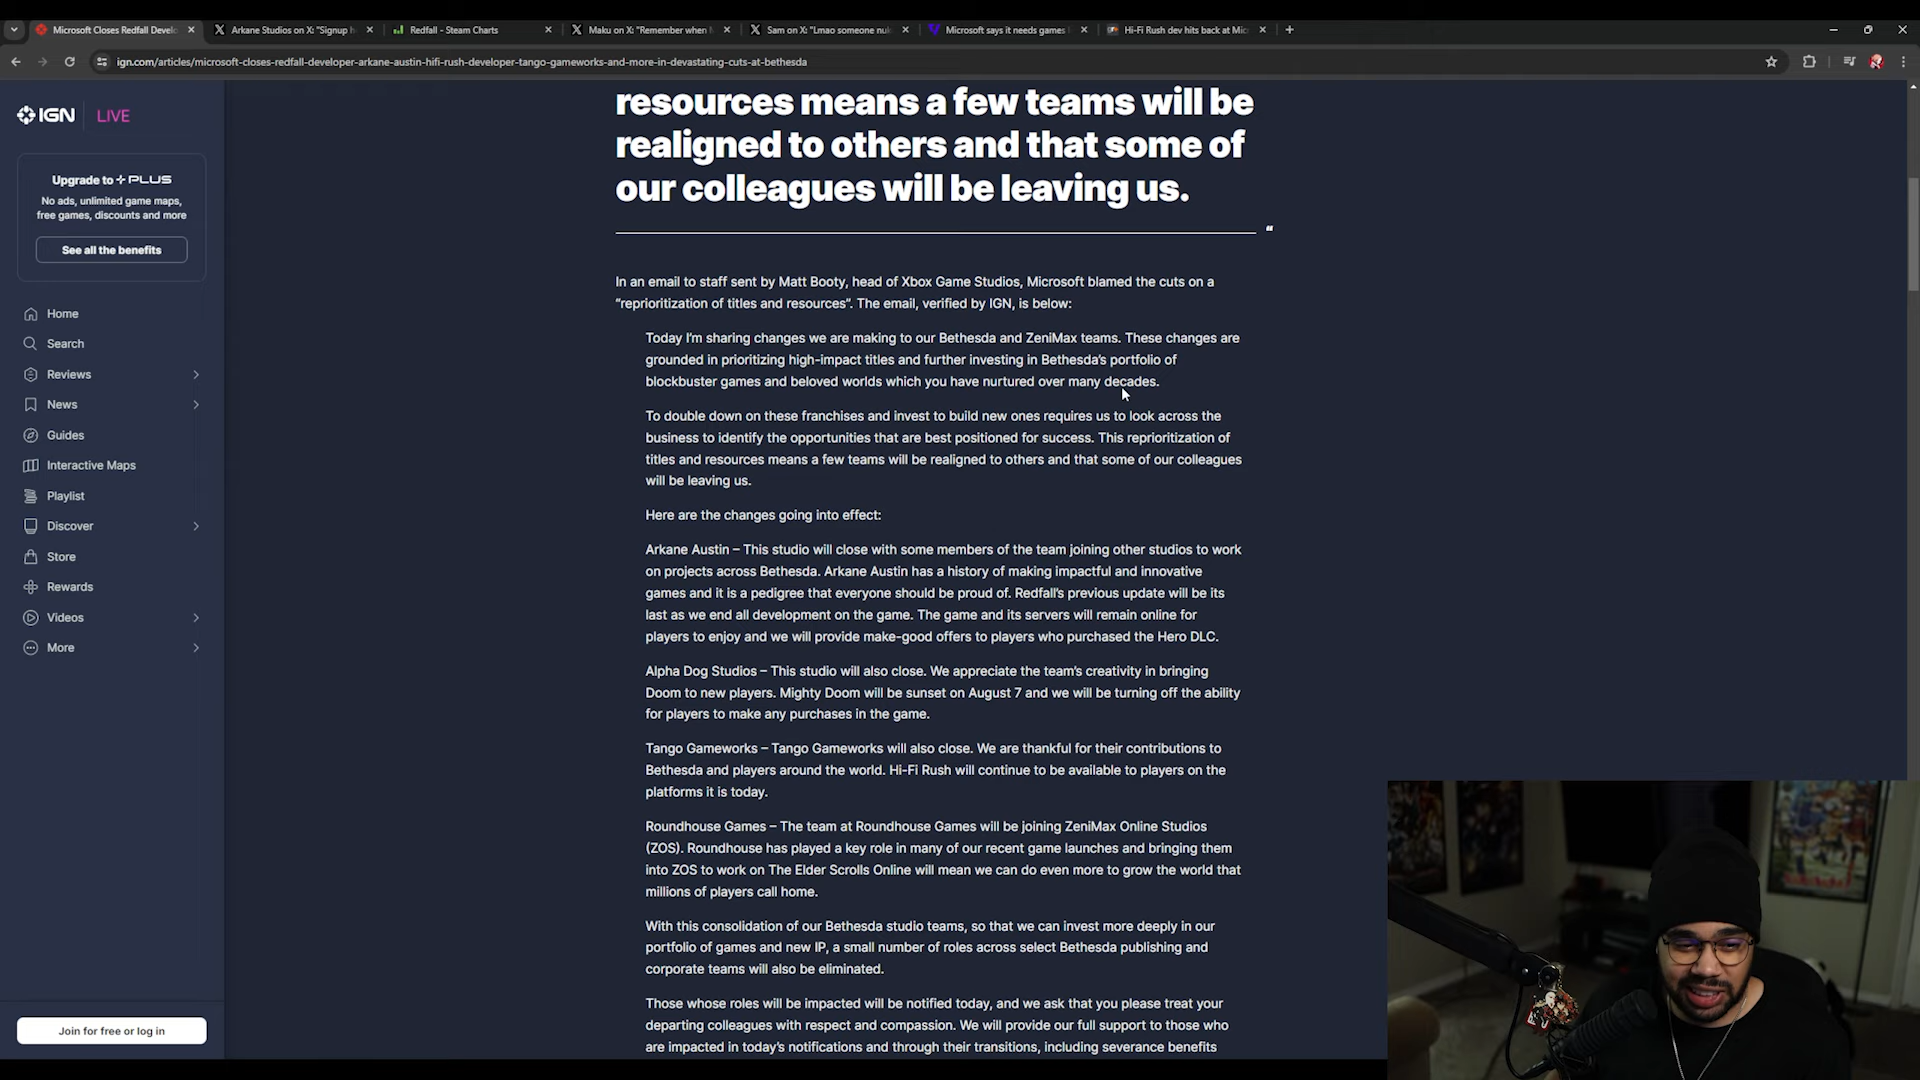 Microsoft Closes Redfall Develo
Arkane Studios on X: "Signup h
Redfall - Steam Charts
Maku on X: "Remember when
Sam on X: "Lmao someone nuk
Microsoft says it needs games
Hi-Fi Rush dev hits back at Mic
ign.com/articles/microsoft-closes-redfall-developer-arkane-austin-hifi-rush-developer-tango-gameworks-and-more-in-devastating-cuts-at-bethesda
IGN LIVE
Upgrade to PLUS
No ads, unlimited game maps,
free games, discounts and more
See all the benefits
Home
Search
Reviews
News
Guides
Interactive Maps
Playlist
Discover
Store
Rewards
Videos
More
Join for free or log in
resources means a few teams will be
realigned to others and that some of
our colleagues will be leaving us.
“
In an email to staff sent by Matt Booty, head of Xbox Game Studios, Microsoft blamed the cuts on a
“reprioritization of titles and resources”. The email, verified by IGN, is below:
Today I’m sharing changes we are making to our Bethesda and ZeniMax teams. These changes are
grounded in prioritizing high-impact titles and further investing in Bethesda’s portfolio of
blockbuster games and beloved worlds which you have nurtured over many decades.
To double down on these franchises and invest to build new ones requires us to look across the
business to identify the opportunities that are best positioned for success. This reprioritization of
titles and resources means a few teams will be realigned to others and that some of our colleagues
will be leaving us.
Here are the changes going into effect:
Arkane Austin – This studio will close with some members of the team joining other studios to work
on projects across Bethesda. Arkane Austin has a history of making impactful and innovative
games and it is a pedigree that everyone should be proud of. Redfall’s previous update will be its
last as we end all development on the game. The game and its servers will remain online for
players to enjoy and we will provide make-good offers to players who purchased the Hero DLC.
Alpha Dog Studios – This studio will also close. We appreciate the team’s creativity in bringing
Doom to new players. Mighty Doom will be sunset on August 7 and we will be turning off the ability
for players to make any purchases in the game.
Tango Gameworks – Tango Gameworks will also close. We are thankful for their contributions to
Bethesda and players around the world. Hi-Fi Rush will continue to be available to players on the
platforms it is today.
Roundhouse Games – The team at Roundhouse Games will be joining ZeniMax Online Studios
(ZOS). Roundhouse has played a key role in many of our recent game launches and bringing them
into ZOS to work on The Elder Scrolls Online will mean we can do even more to grow the world that
millions of players call home.
With this consolidation of our Bethesda studio teams, so that we can invest more deeply in our
portfolio of games and new IP, a small number of roles across select Bethesda publishing and
corporate teams will also be eliminated.
Those whose roles will be impacted will be notified today, and we ask that you please treat your
departing colleagues with respect and compassion. We will provide our full support to those who
are impacted in today’s notifications and through their transitions, including severance benefits